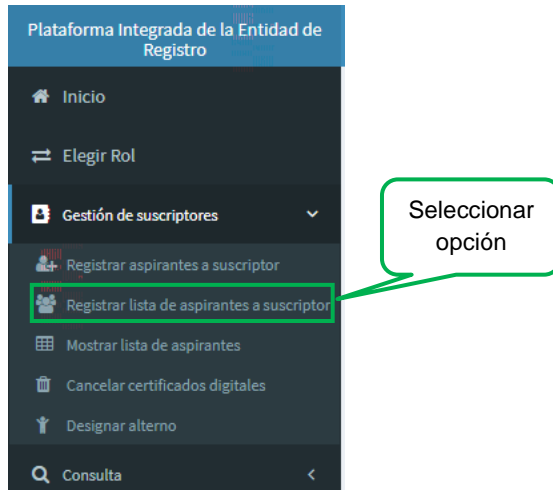 Plataforma Integrada de la Entidad de
Registro
Inicio
Elegir Rol
Gestión de suscriptores
Registrar aspirantes a suscriptor
Registrar lista de aspirantes a suscriptor
Mostrar lista de aspirantes
Cancelar certificados digitales
Designar alterno
Consulta
Seleccionar
opción